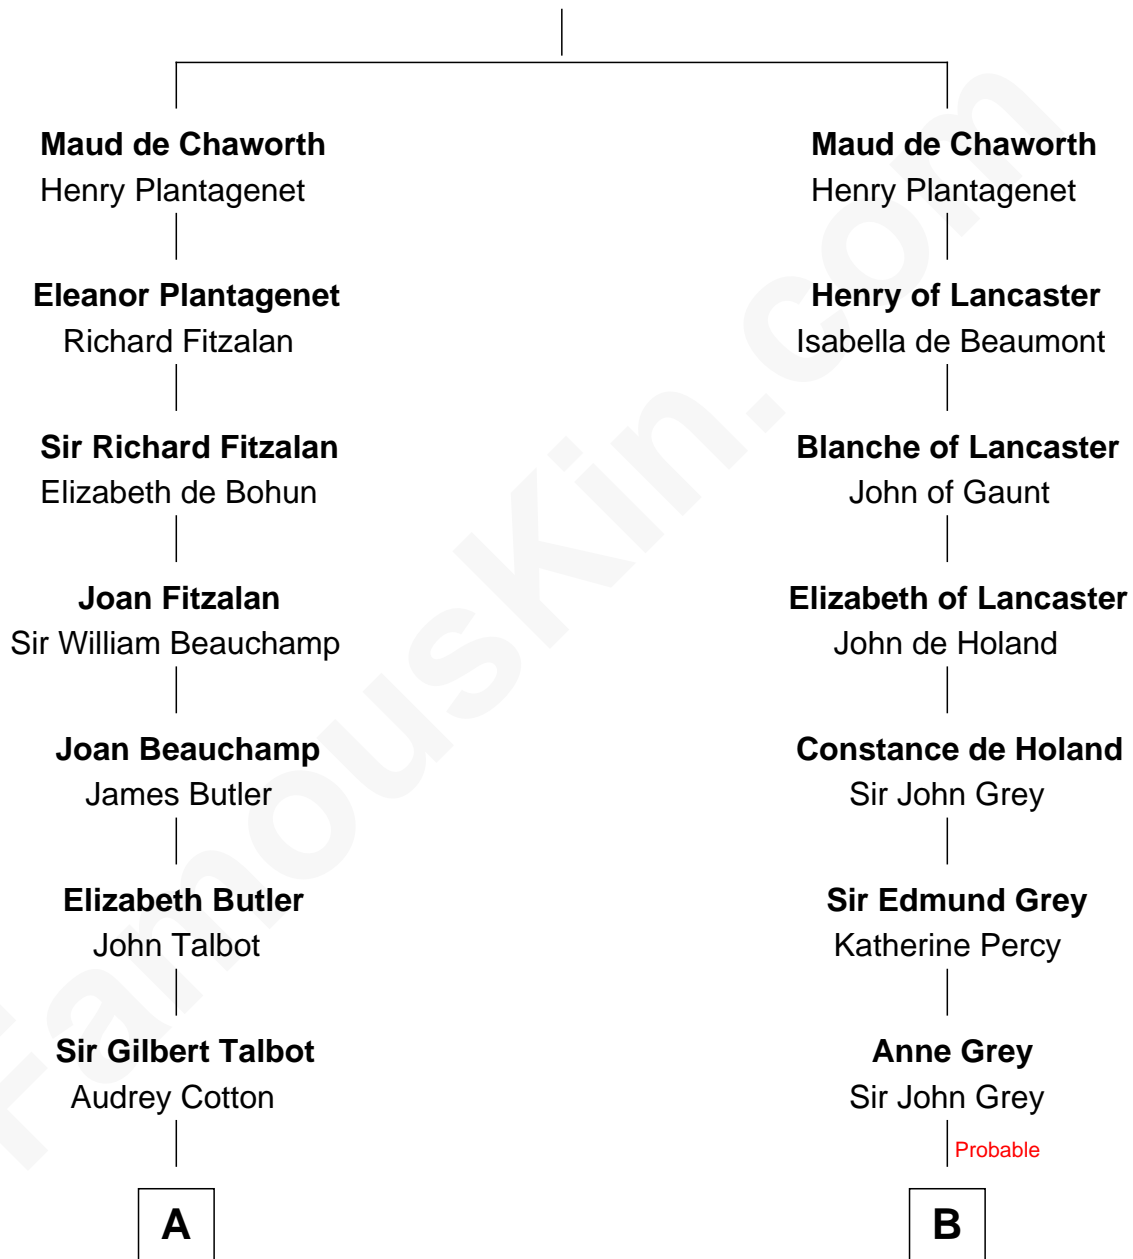 Maud de Chaworth
Henry Plantagenet
Eleanor Plantagenet
Richard Fitzalan
Sir Richard Fitzalan
Elizabeth de Bohun
Joan Fitzalan
Sir William Beauchamp
Joan Beauchamp
James Butler
Elizabeth Butler
John Talbot
Sir Gilbert Talbot
Audrey Cotton
A
Maud de Chaworth
Henry Plantagenet
Henry of Lancaster
Isabella de Beaumont
Blanche of Lancaster
John of Gaunt
Elizabeth of Lancaster
John de Holand
Constance de Holand
Sir John Grey
Sir Edmund Grey
Katherine Percy
Anne Grey
Sir John Grey
Probable
B
FamousKin.com